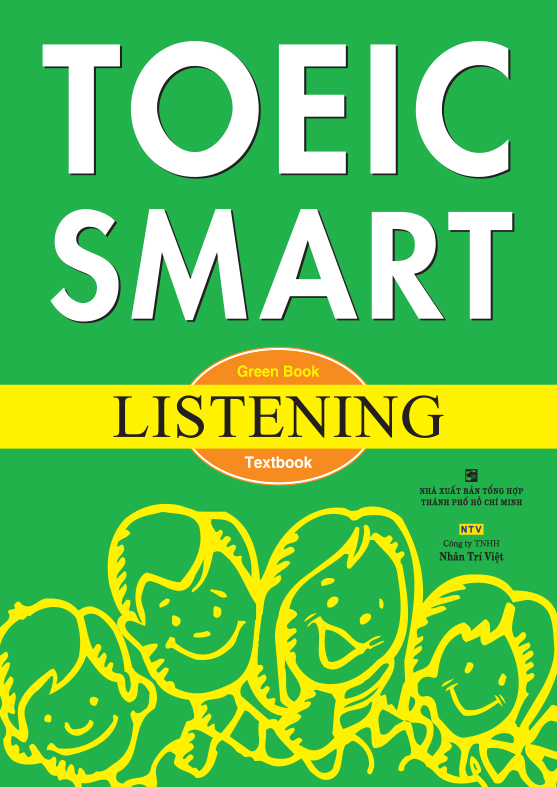 TOEIC
SMART
Green Book
LISTENING
Textbook
NHÀ XUẤT BẢN TỔNG HỢP
THÀNH PHỐ HỒ CHÍ MINH
NTV
Công ty TNHH
Nhân Trí Việt